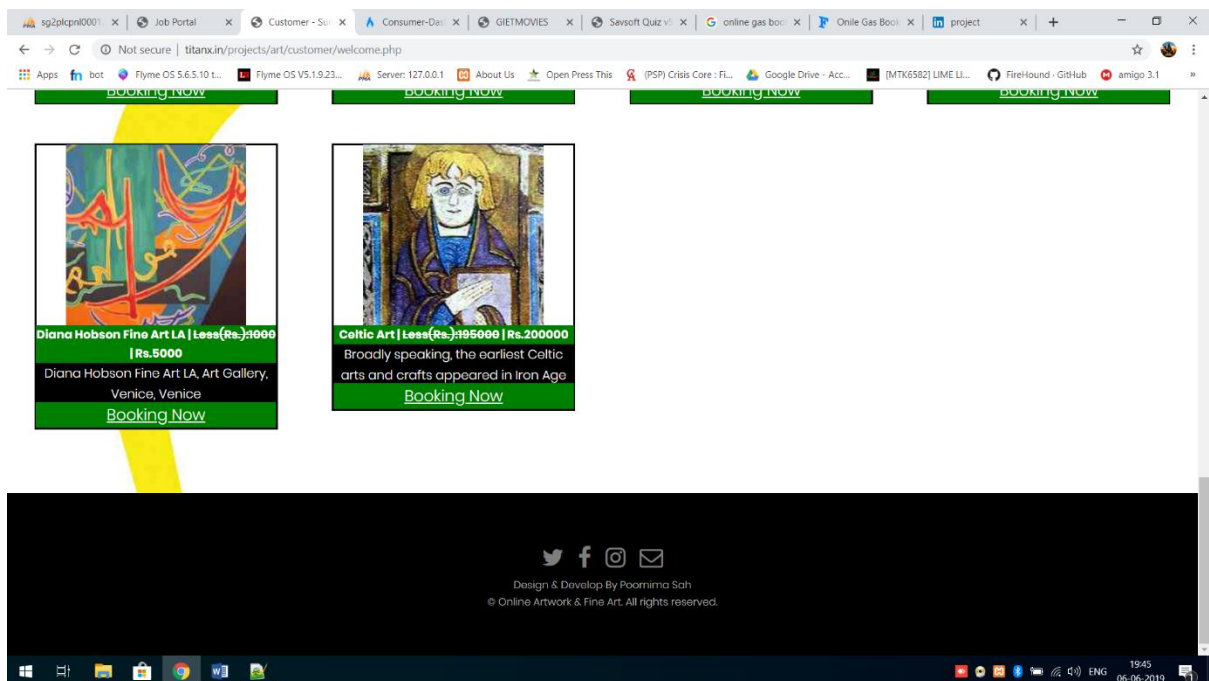 sg2plcpnl0001.
Job Portal
Customer - Sur
Consumer-Das
GIETMOVIES
Savsoft Quiz v5
online gas boo
Onile Gas Book
project
Not secure | titanx.in/projects/art/customer/welcome.php
Apps
bot
Flyme OS 5.6.5.10 t...
Flyme OS V5.1.9.23...
Server: 127.0.0.1
About Us
Open Press This
(PSP) Crisis Core : Fi...
Google Drive - Acc...
[MTK6582] LIME LI...
FireHound · GitHub
amigo 3.1
Booking Now
Booking Now
Booking Now
Booking Now
Diana Hobson Fine Art LA | Less(Rs.):1000
| Rs.5000
Diana Hobson Fine Art LA, Art Gallery,
Venice, Venice
Booking Now
Celtic Art | Less(Rs.):195000 | Rs.200000
Broadly speaking, the earliest Celtic
arts and crafts appeared in Iron Age
Booking Now
Design & Develop By Poornima Sah
© Online Artwork & Fine Art. All rights reserved.
ENG
19:45
06-06-2019